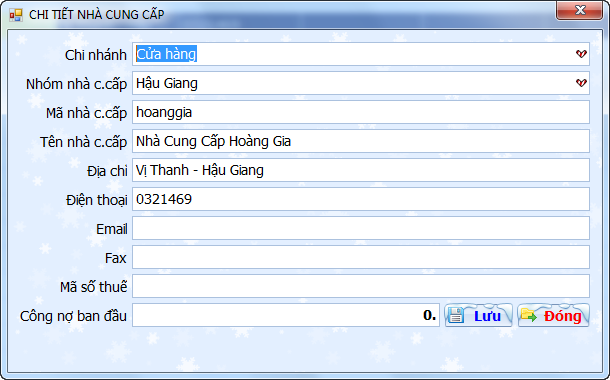 CHI TIẾT NHÀ CUNG CẤP
Chi nhánh Cửa hàng
Nhóm nhà c.cấp Hậu Giang
Mã nhà c.cấp hoanggia
Tên nhà c.cấp Nhà Cung Cấp Hoàng Gia
Địa chỉ Vị Thanh - Hậu Giang
Điện thoại 0321469
Email
Fax
Mã số thuế
Công nợ ban đầu 0. Lưu Đóng